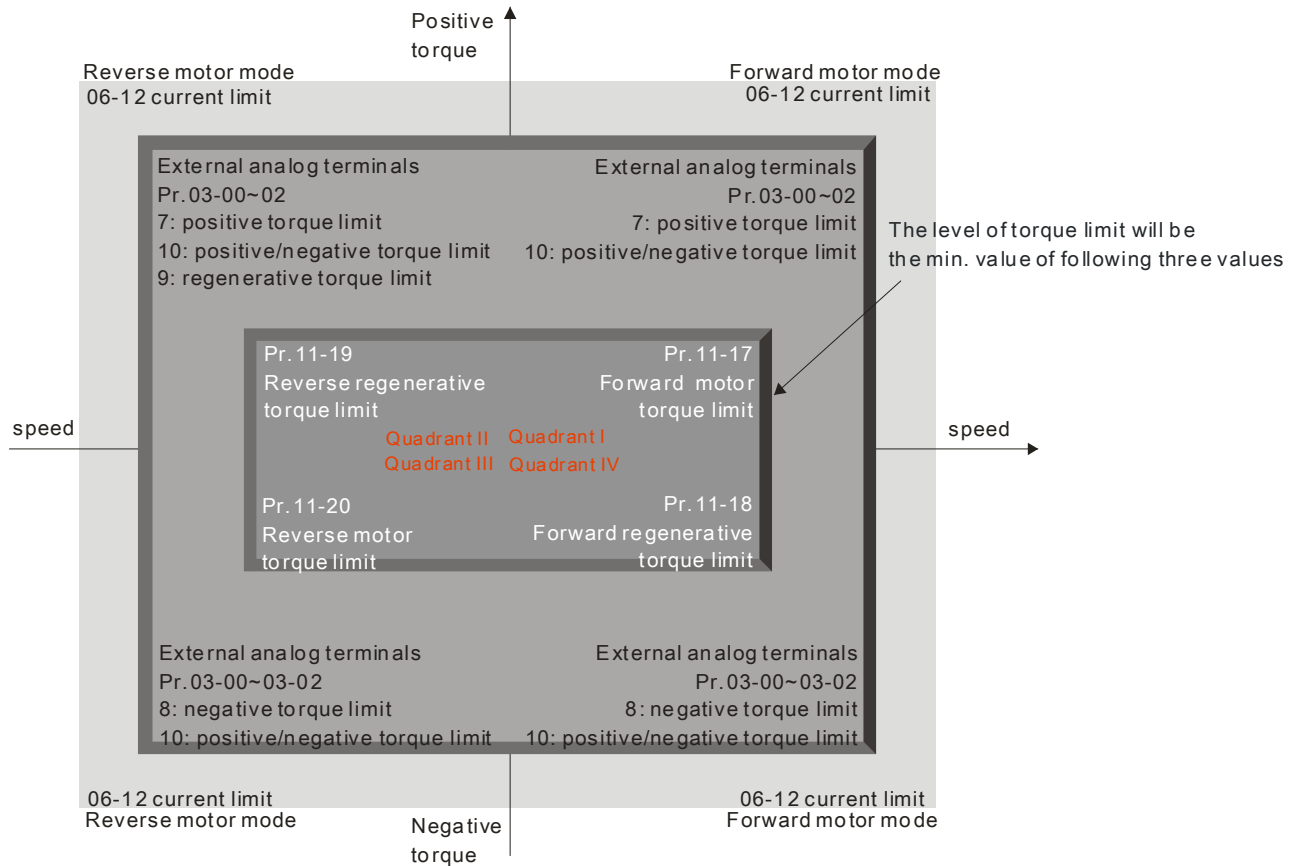 Positive
torque
Reverse motor mode
06-12 current limit
Forward motor mode
06-12 current limit
External analog terminals
Pr.03-00~02
7: positive torque limit
10: positive/negative torque limit
9: regenerative torque limit
External analog terminals
Pr.03-00~02
7: positive torque limit
10: positive/negative torque limit
The level of torque limit will be
the min. value of following three values
Pr.11-19
Reverse regenerative
torque limit
Pr.11-17
Forward motor
torque limit
speed
Quadrant II
Quadrant I
speed
Quadrant III
Quadrant IV
Pr.11-20
Reverse motor
torque limit
Pr.11-18
Forward regenerative
torque limit
External analog terminals
Pr.03-00~03-02
8: negative torque limit
10: positive/negative torque limit
External analog terminals
Pr.03-00~03-02
8: negative torque limit
10: positive/negative torque limit
06-12 current limit
Reverse motor mode
06-12 current limit
Forward motor mode
Negative
torque